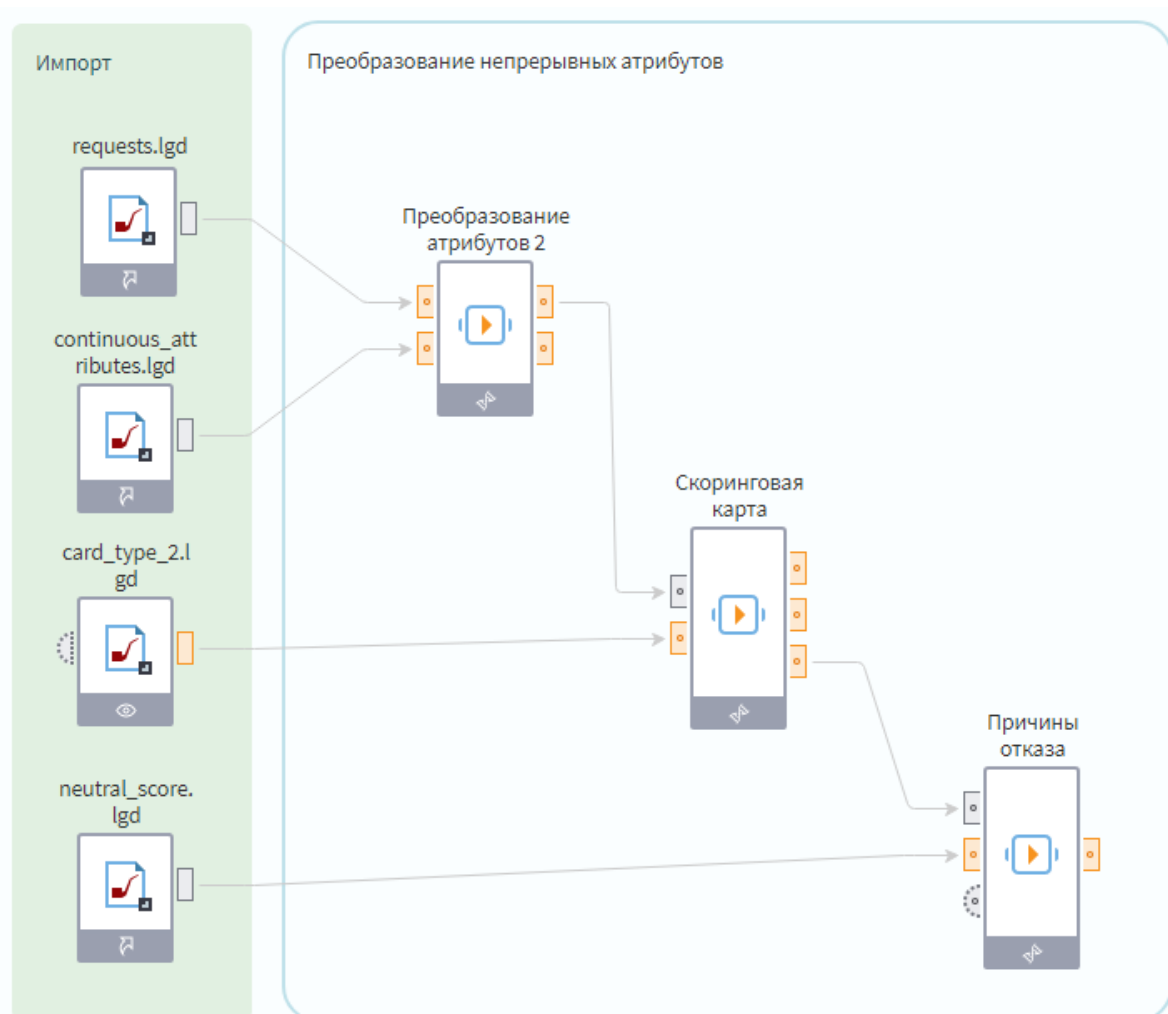 Импорт
Преобразование непрерывных атрибутов
requests.lgd
Преобразование
атрибутов 2
continuous_att
ributes.lgd
Скоринговая
карта
card_type_2.l
gd
Причины
отказа
neutral_score.
lgd